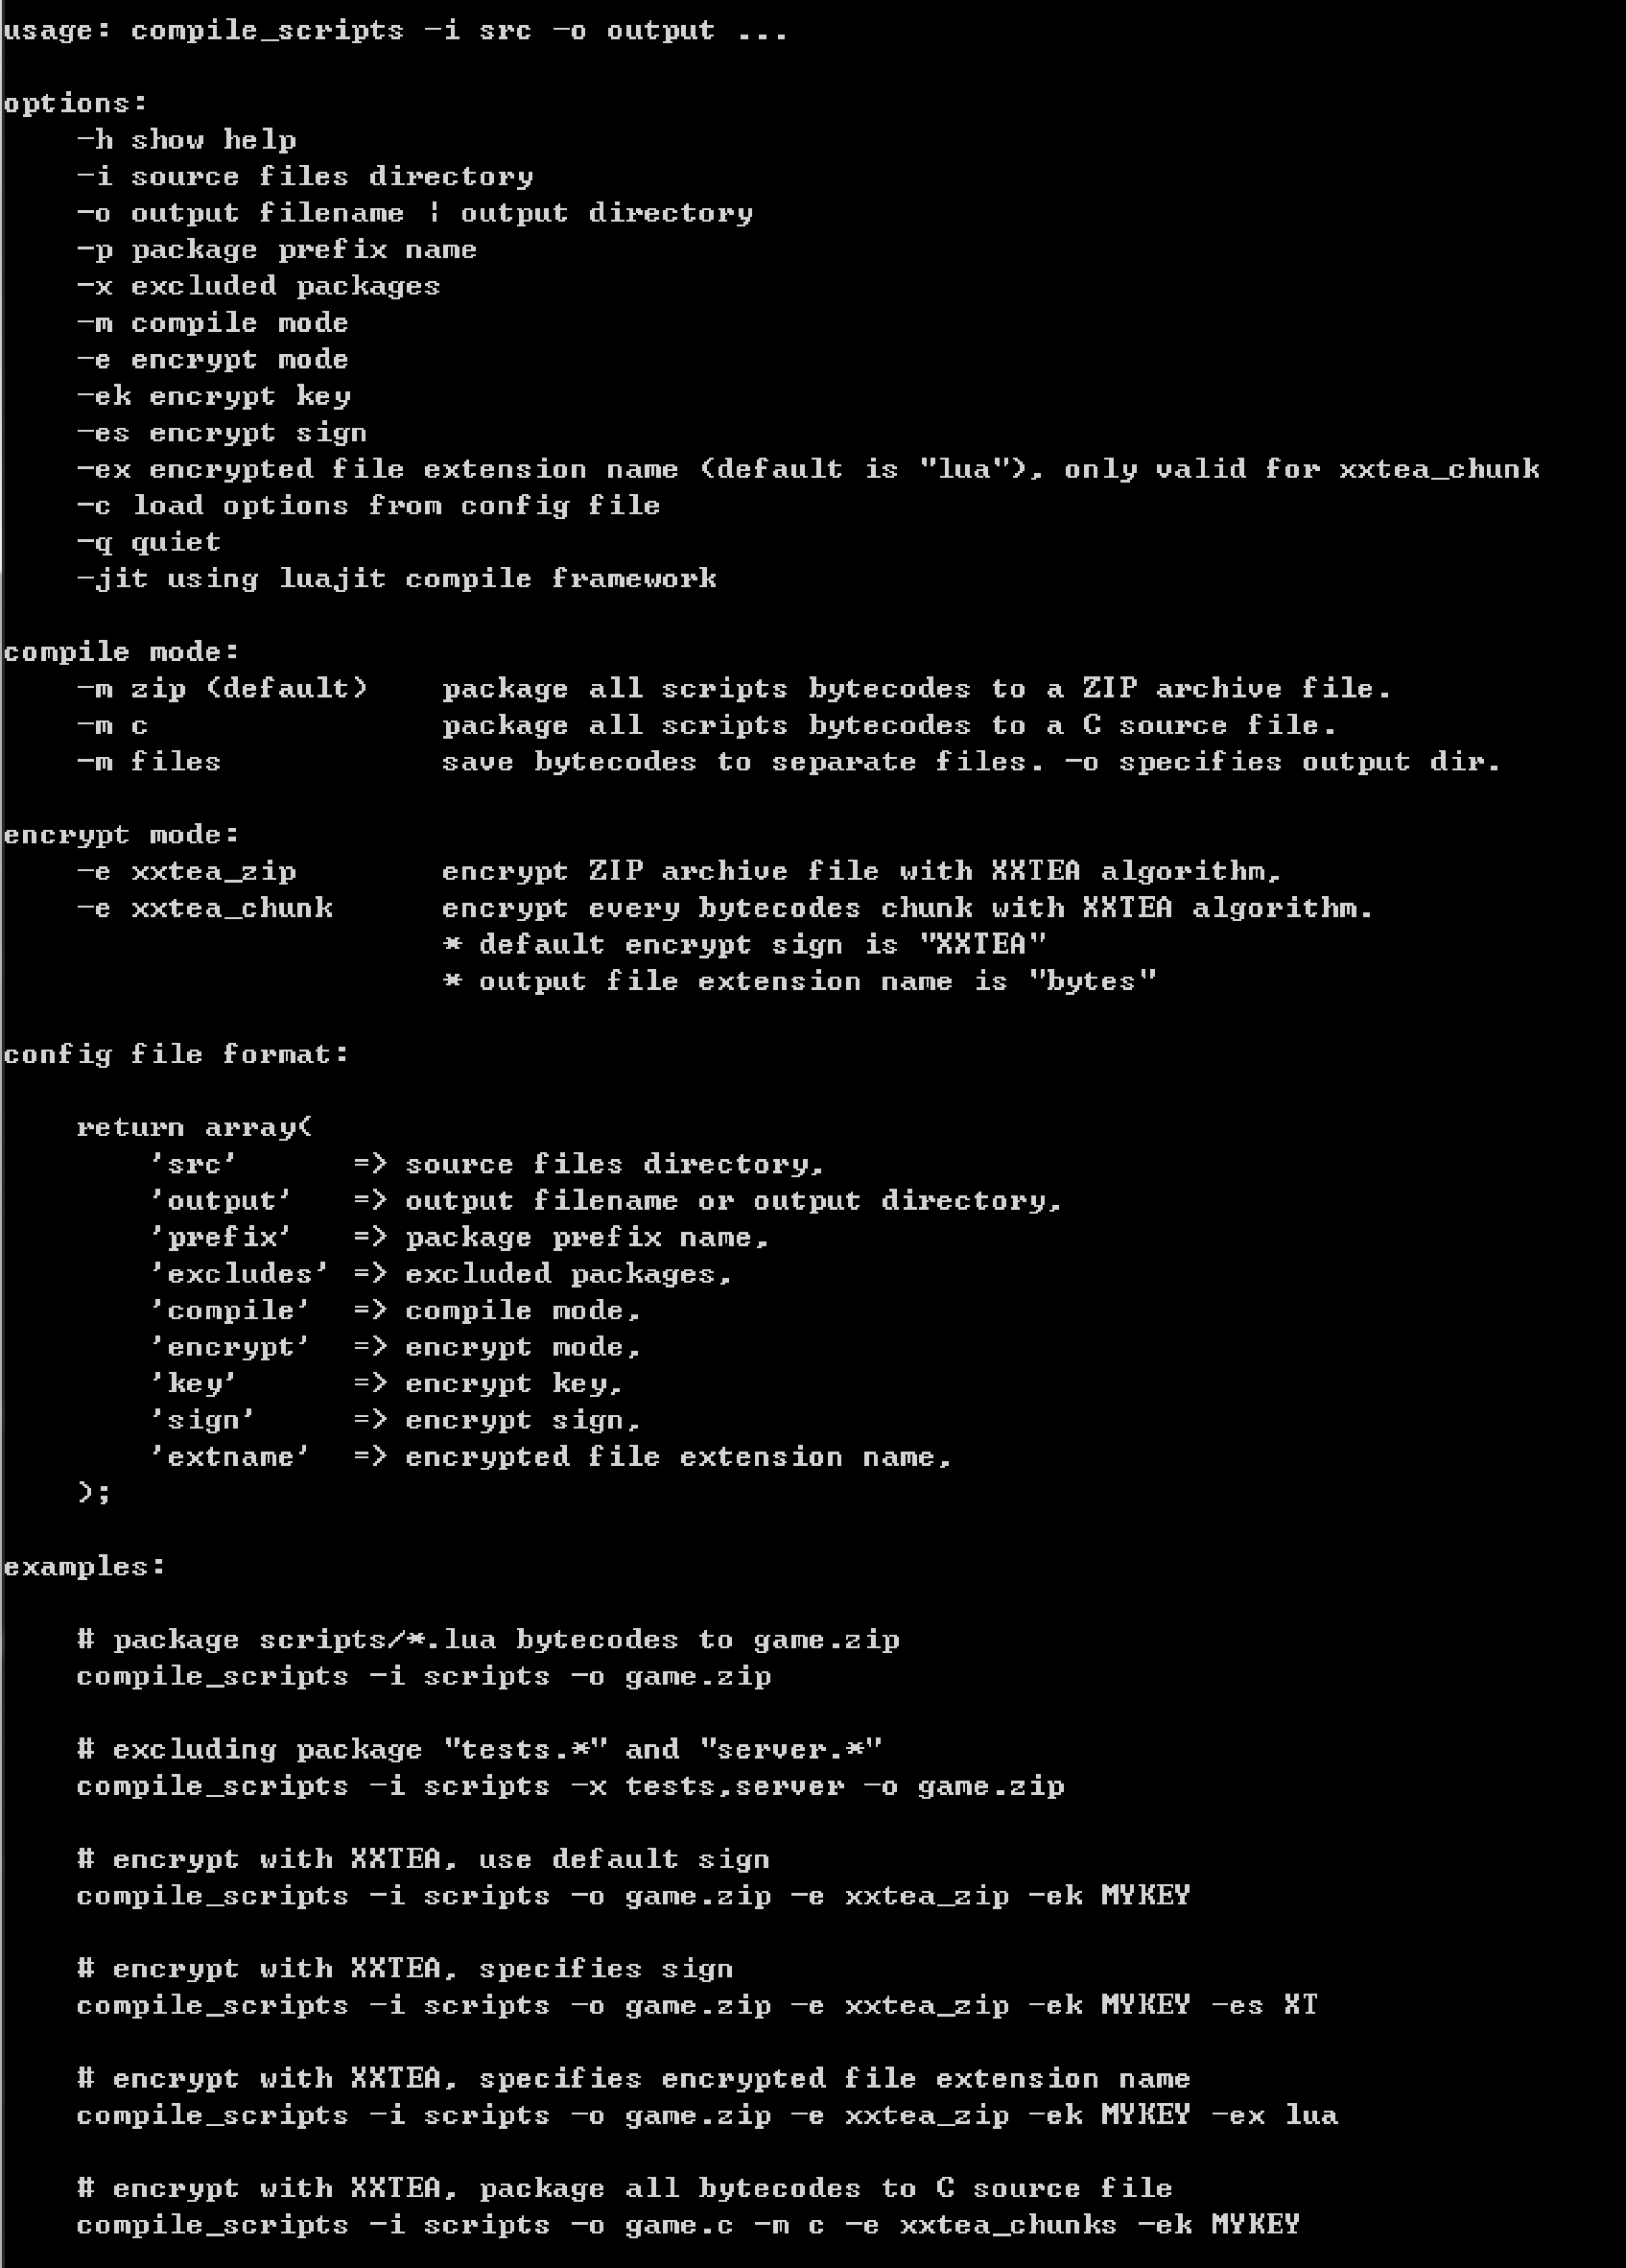 usage: compile_scripts -i src -o output ...
options:
-h show help
-i source files directory
-o output filename | output directory
-p package prefix name
-x excluded packages
-m compile mode
-e encrypt mode
-ek encrypt key
-es encrypt sign
-ex encrypted file extension name (default is "lua"), only valid for xxtea_chunk
-c load options from config file
-q quiet
-jit using luajit compile framework
compile mode:
-m zip (default)    package all scripts bytecodes to a ZIP archive file.
-m c                package all scripts bytecodes to a C source file.
-m files            save bytecodes to separate files. -o specifies output dir.
encrypt mode:
-e xxtea_zip        encrypt ZIP archive file with XXTEA algorithm,
-e xxtea_chunk      encrypt every bytecodes chunk with XXTEA algorithm.
* default encrypt sign is "XXTEA"
* output file extension name is "bytes"
config file format:
return array(
'src'      => source files directory,
'output'   => output filename or output directory,
'prefix'   => package prefix name,
'excludes' => excluded packages,
'compile'  => compile mode,
'encrypt'  => encrypt mode,
'key'      => encrypt key,
'sign'     => encrypt sign,
'extname'  => encrypted file extension name,
);
examples:
# package scripts/*.lua bytecodes to game.zip
compile_scripts -i scripts -o game.zip
# excluding package "tests.*" and "server.*"
compile_scripts -i scripts -x tests,server -o game.zip
# encrypt with XXTEA, use default sign
compile_scripts -i scripts -o game.zip -e xxtea_zip -ek MYKEY
# encrypt with XXTEA, specifies sign
compile_scripts -i scripts -o game.zip -e xxtea_zip -ek MYKEY -es XT
# encrypt with XXTEA, specifies encrypted file extension name
compile_scripts -i scripts -o game.zip -e xxtea_zip -ek MYKEY -ex lua
# encrypt with XXTEA, package all bytecodes to C source file
compile_scripts -i scripts -o game.c -m c -e xxtea_chunks -ek MYKEY